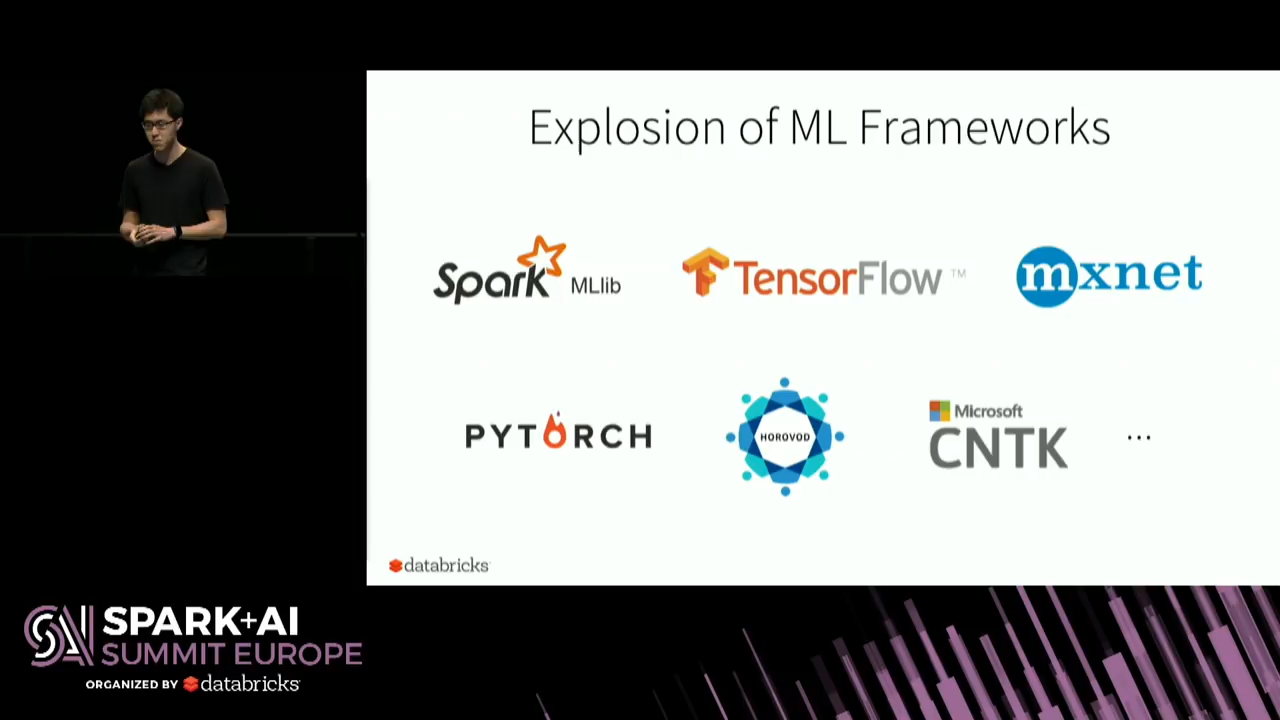 Explosion of ML Frameworks
Spark MLlib
TensorFlow ™
mxnet
PYTORCH
HOROVOD
Microsoft
CNTK
...
databricks
SPARK+AI
SUMMIT EUROPE
ORGANIZED BY databricks